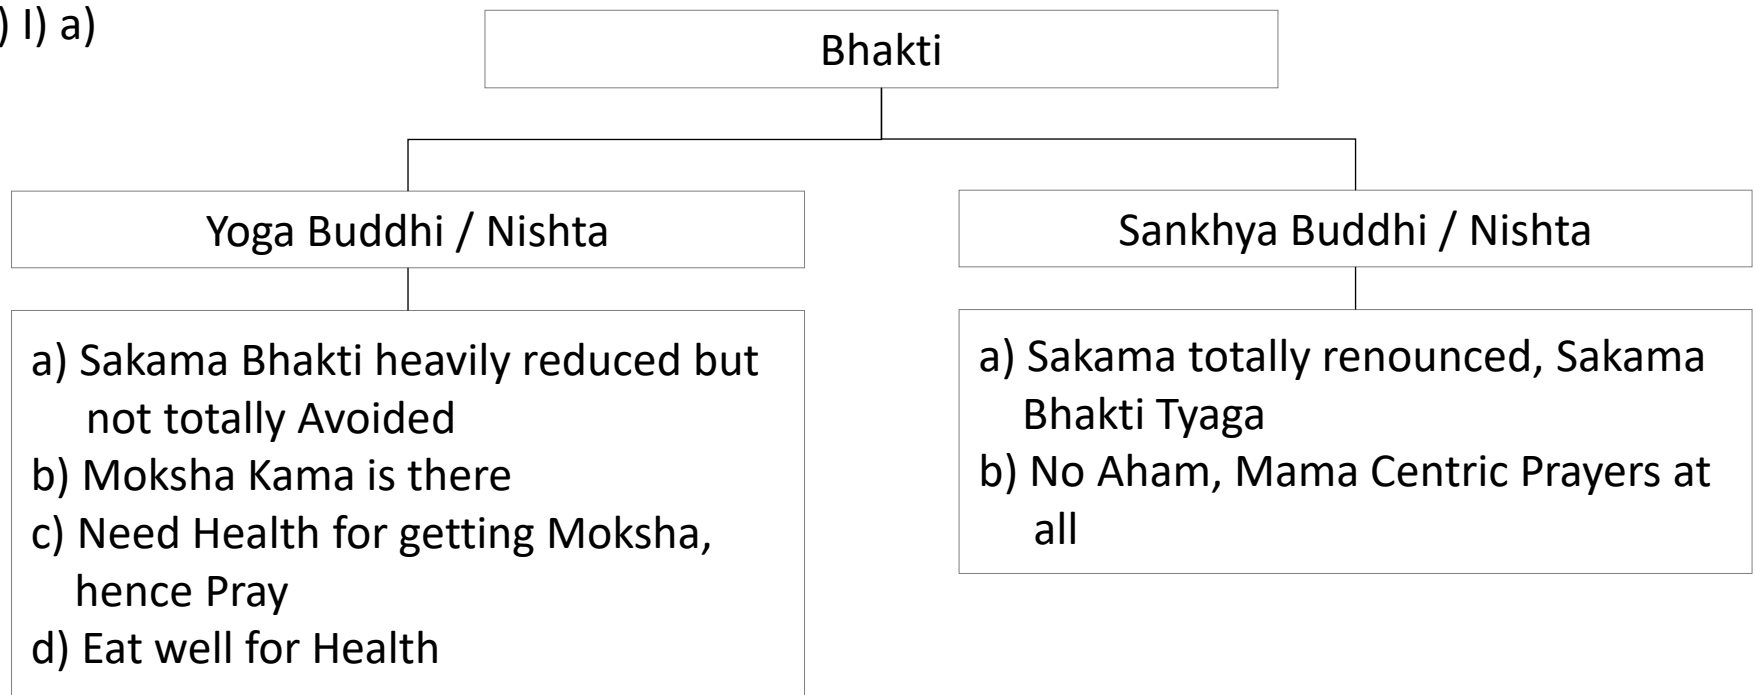 ) I) a)
Bhakti
Yoga Buddhi / Nishta
Sankhya Buddhi / Nishta
a) Sakama Bhakti heavily reduced but
not totally Avoided
b) Moksha Kama is there
c) Need Health for getting Moksha,
hence Pray
d) Eat well for Health
a) Sakama totally renounced, Sakama
Bhakti Tyaga
b) No Aham, Mama Centric Prayers at
all